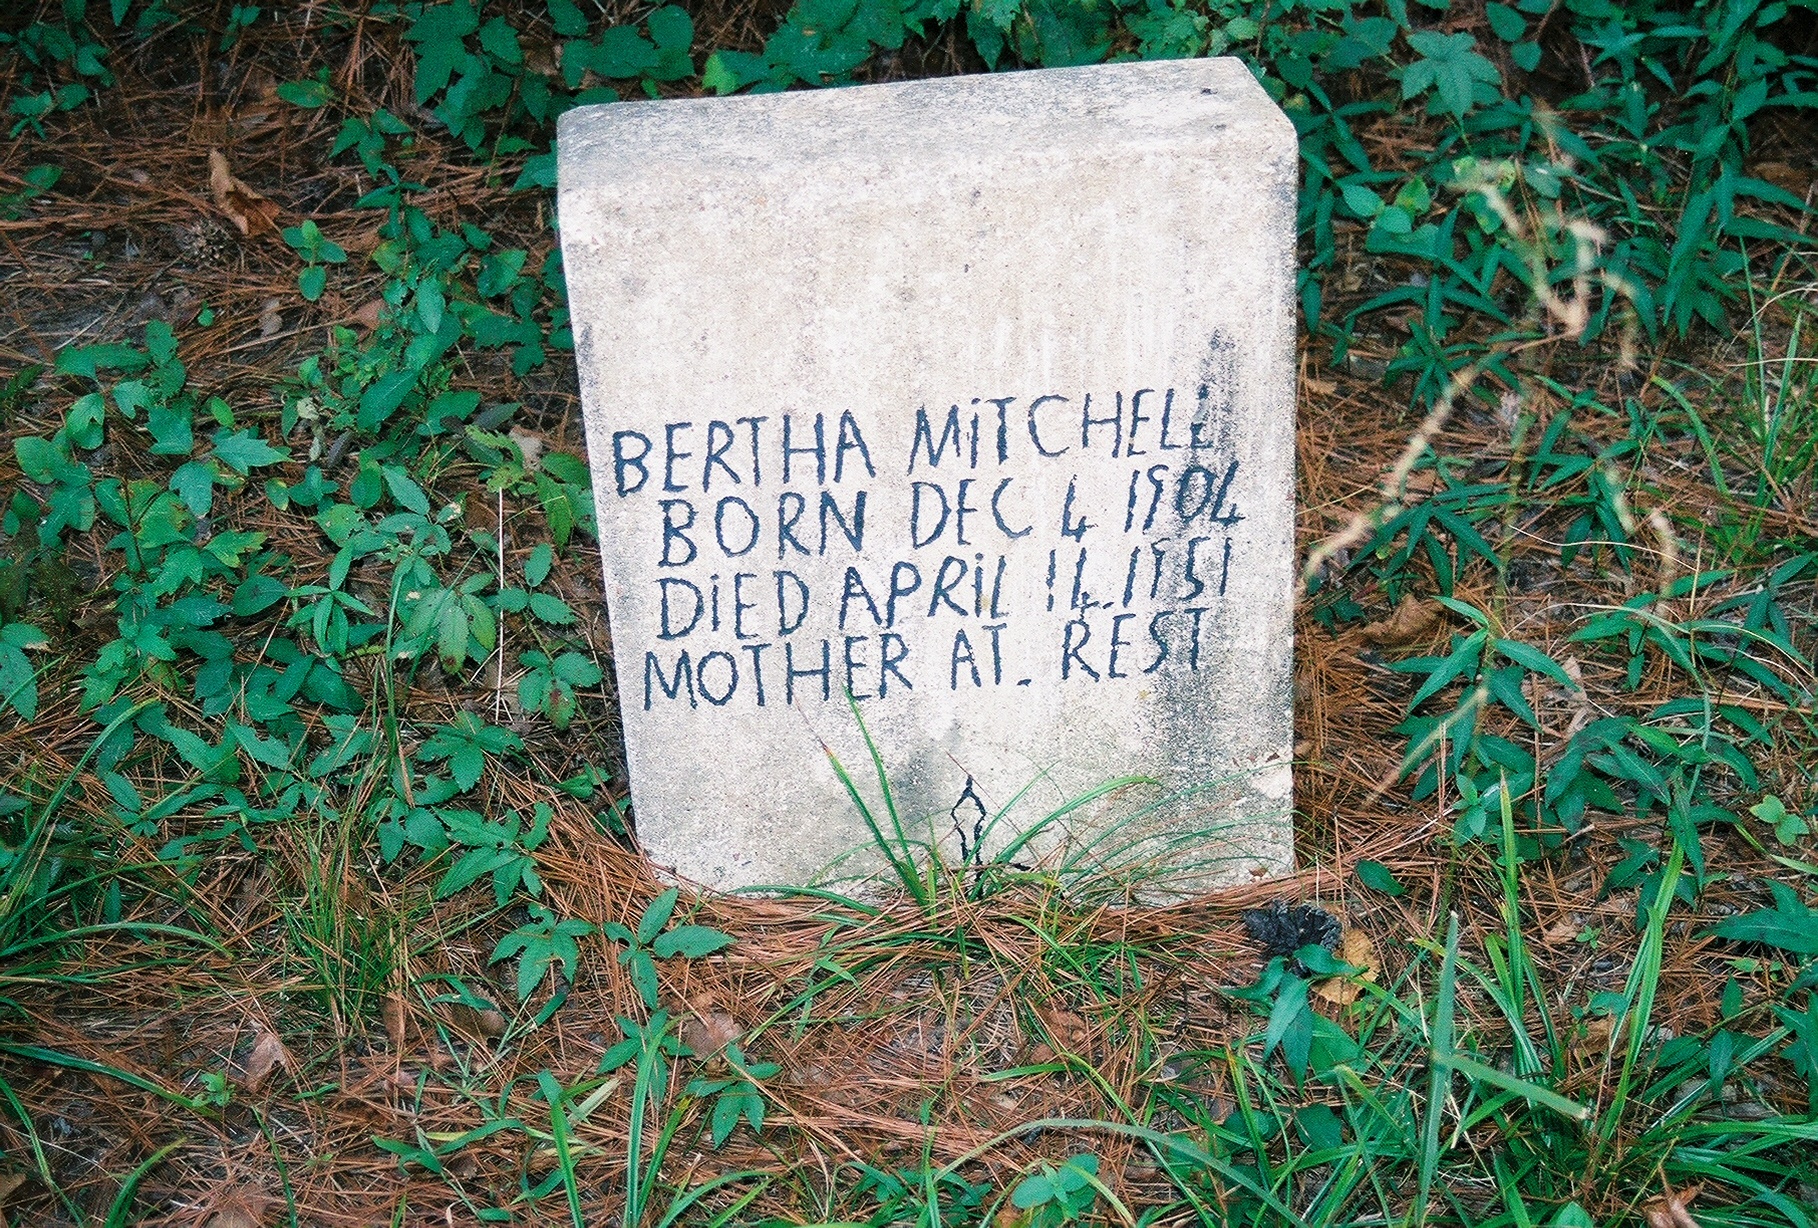 BERTHA MiTCHELL
BORN DEC 4 1904
DiED APRiL 14.1951
MOTHER AT. REST